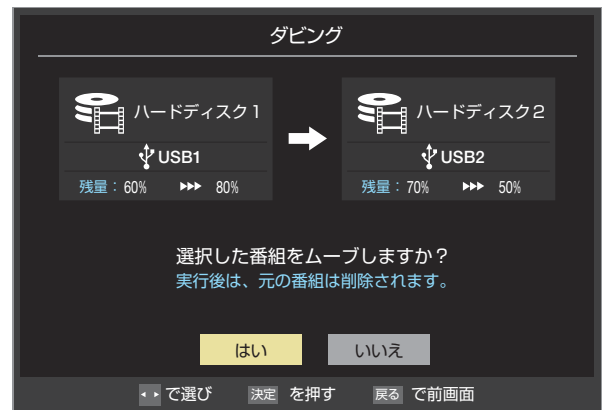 ダビング
ハードディスク1
USB1
残量：60% ▸▸▸ 80%
ハードディスク2
USB2
残量：70% ▸▸▸ 50%
選択した番組をムーブしますか？
実行後は、元の番組は削除されます。
はい
いいえ
で選び 決定 を押す 戻る で前画面